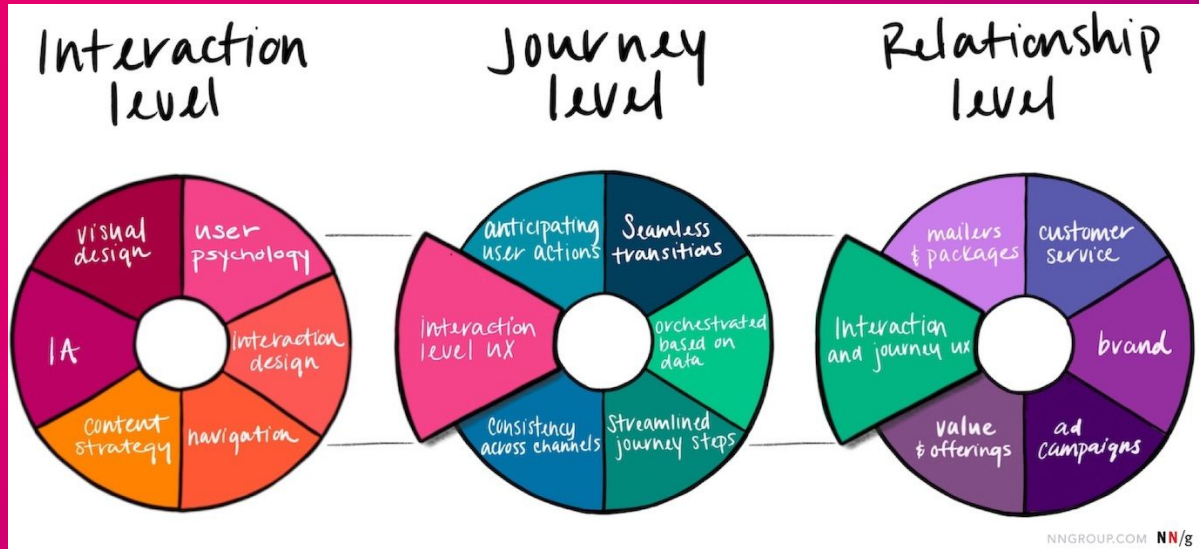 Interaction
level
Journey
level
Relationship
level
visual
design
user
psychology
IA
interaction
design
content
strategy
navigation
anticipating
user actions
Seamless
transitions
interaction
level UX
orchestrated
based on
data
Consistency
across channels
Streamlined
journey steps
mailers
& packages
customer
service
Interaction
and journey UX
brand
value
& offerings
ad
campaigns
NNGROUP.COM NN/g